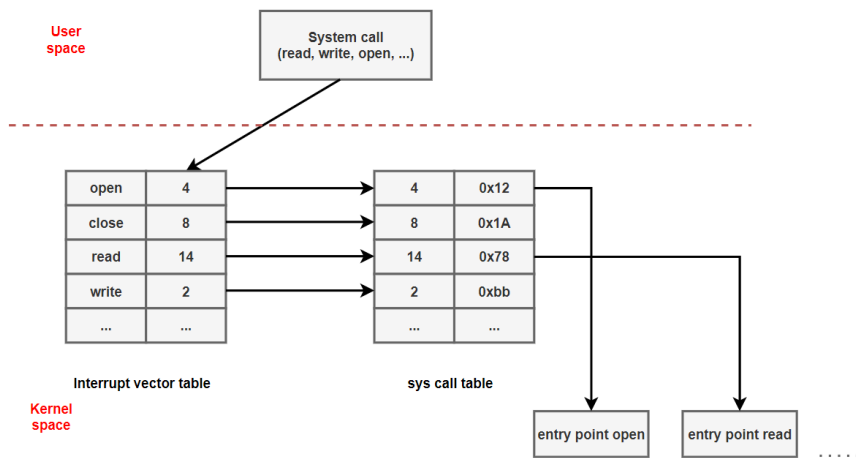 User
space
System call
(read, write, open, ...)
open 4
close 8
read 14
write 2
... ...
4 0x12
8 0x1A
14 0x78
2 0xbb
... ...
Interrupt vector table
sys call table
Kernel
space
entry point open
entry point read
....